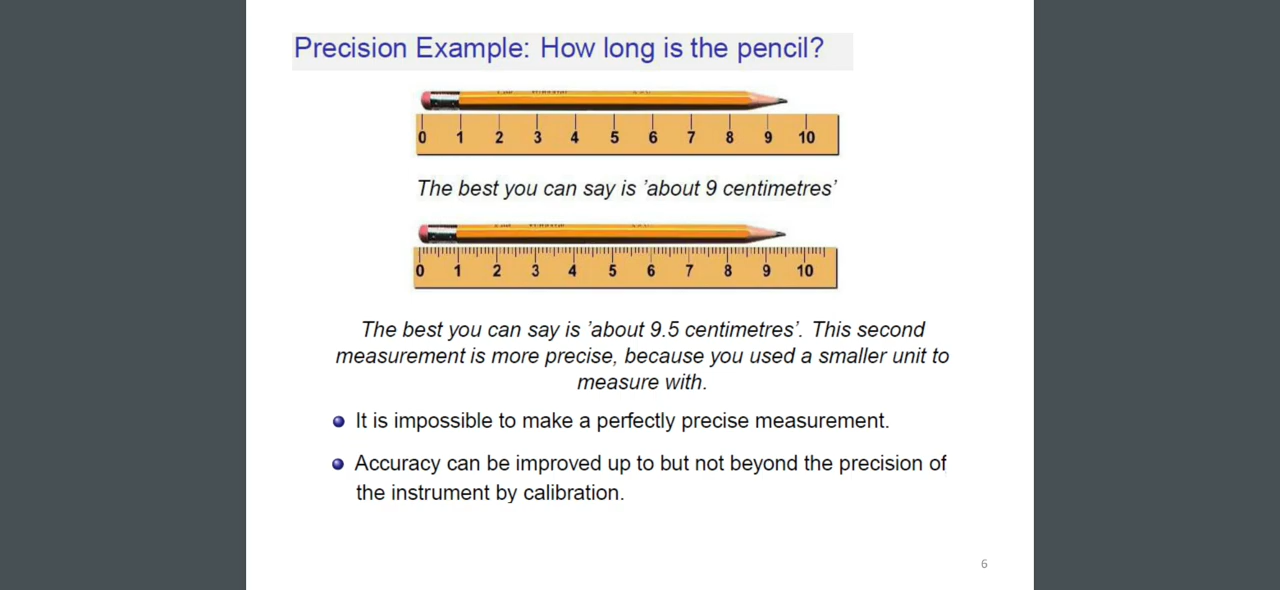 Precision Example: How long is the pencil?
0 1 2 3 4 5 6 7 8 9 10
The best you can say is ’about 9 centimetres’
0 1 2 3 4 5 6 7 8 9 10
The best you can say is ’about 9.5 centimetres’. This second
measurement is more precise, because you used a smaller unit to
measure with.
It is impossible to make a perfectly precise measurement.
Accuracy can be improved up to but not beyond the precision of
the instrument by calibration.
6